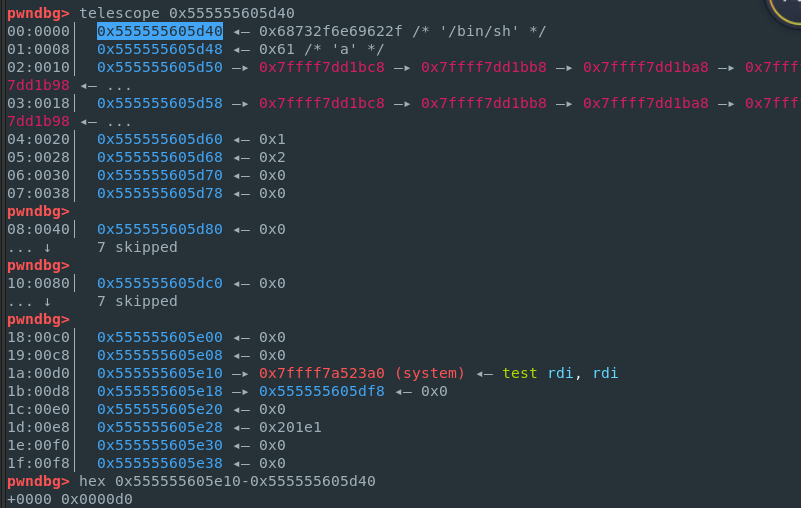 pwndbg> telescope 0x555555605d40
00:0000│ 0x555555605d40 ◂— 0x68732f6e69622f /* '/bin/sh' */
01:0008│ 0x555555605d48 ◂— 0x61 /* 'a' */
02:0010│ 0x555555605d50 —▸ 0x7ffff7dd1bc8 —▸ 0x7ffff7dd1bb8 —▸ 0x7ffff7dd1ba8 —▸ 0x7fff
7dd1b98 ◂— ...
03:0018│ 0x555555605d58 —▸ 0x7ffff7dd1bc8 —▸ 0x7ffff7dd1bb8 —▸ 0x7ffff7dd1ba8 —▸ 0x7fff
7dd1b98 ◂— ...
04:0020│ 0x555555605d60 ◂— 0x1
05:0028│ 0x555555605d68 ◂— 0x2
06:0030│ 0x555555605d70 ◂— 0x0
07:0038│ 0x555555605d78 ◂— 0x0
pwndbg>
08:0040│ 0x555555605d80 ◂— 0x0
... ↓ 7 skipped
pwndbg>
10:0080│ 0x555555605dc0 ◂— 0x0
... ↓ 7 skipped
pwndbg>
18:00c0│ 0x555555605e00 ◂— 0x0
19:00c8│ 0x555555605e08 ◂— 0x0
1a:00d0│ 0x555555605e10 —▸ 0x7ffff7a523a0 (system) ◂— test rdi, rdi
1b:00d8│ 0x555555605e18 —▸ 0x555555605df8 ◂— 0x0
1c:00e0│ 0x555555605e20 ◂— 0x0
1d:00e8│ 0x555555605e28 ◂— 0x201e1
1e:00f0│ 0x555555605e30 ◂— 0x0
1f:00f8│ 0x555555605e38 ◂— 0x0
pwndbg> hex 0x555555605e10-0x555555605d40
+0000 0x0000d0